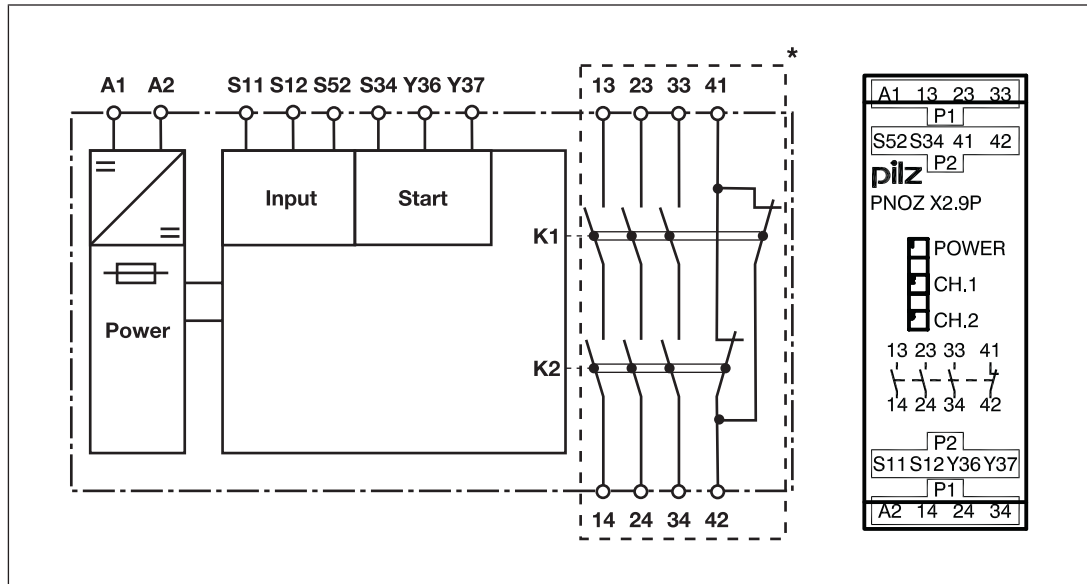 *
A1 A2 S11 S12 S52 S34 Y36 Y37 13 23 33 41
Input Start
K1
Power
K2
14 24 34 42
A1 13 23 33
P1
S52 S34 41 42
P2
pilz
PNOZ X2.9P
POWER
CH.1
CH.2
13 23 33 41
14 24 34 42
P2
S11 S12 Y36 Y37
P1
A2 14 24 34